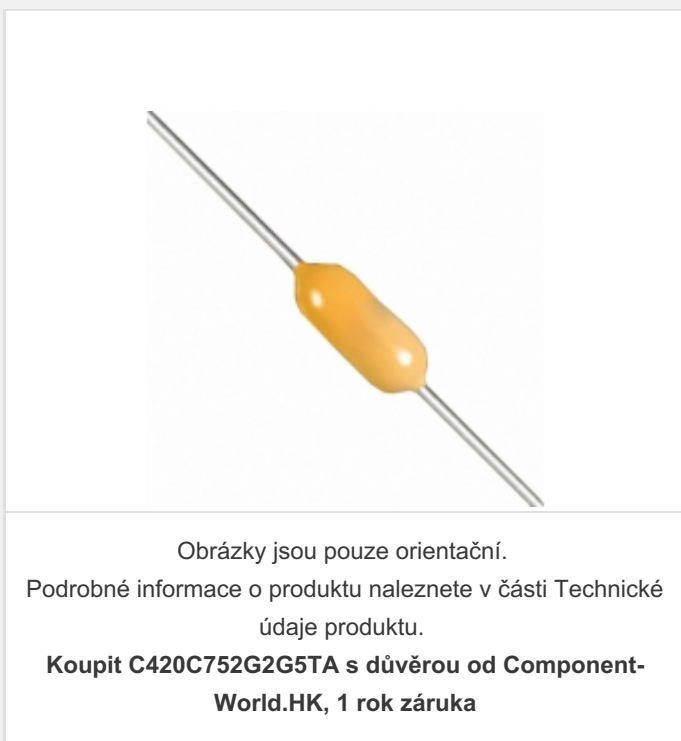 Obrázky jsou pouze orientační.
Podrobné informace o produktu naleznete v části Technické
údaje produktu.
Koupit C420C752G2G5TA s důvěrou od Component-
World.HK, 1 rok záruka